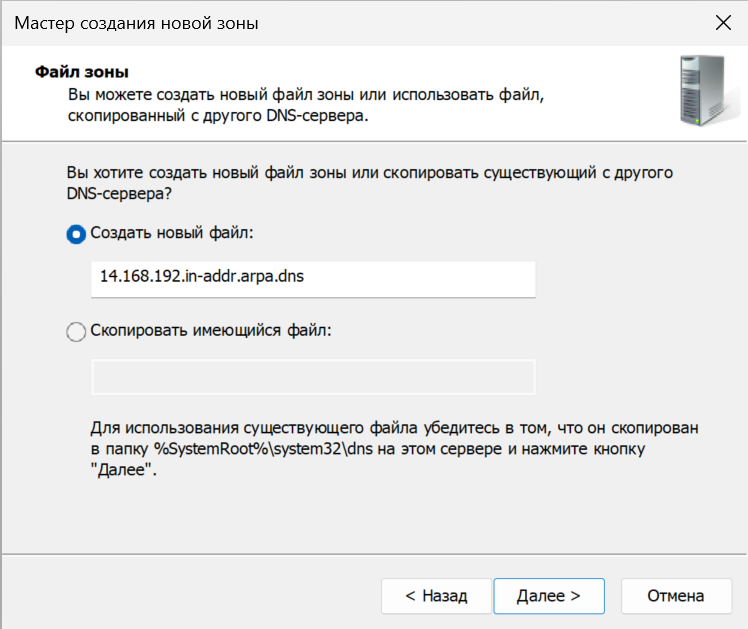 Мастер создания новой зоны
Файл зоны
Вы можете создать новый файл зоны или использовать файл,
скопированный с другого DNS-сервера.
Вы хотите создать новый файл зоны или скопировать существующий с другого
DNS-сервера?
Создать новый файл:
14.168.192.in-addr.arpa.dns
Скопировать имеющийся файл:
Для использования существующего файла убедитесь в том, что он скопирован
в папку %SystemRoot%\system32\dns на этом сервере и нажмите кнопку
"Далее".
< Назад
Далее >
Отмена